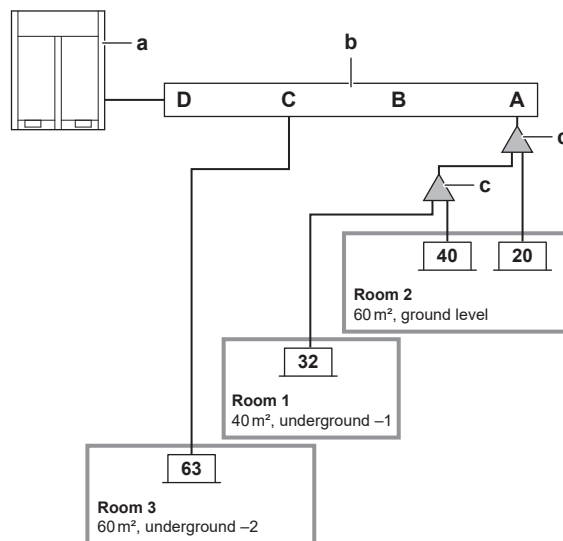 a
b
D C B A
c
c
40 20
Room 2
60 m², ground level
32
Room 1
40 m², underground –1
63
Room 3
60 m², underground –2